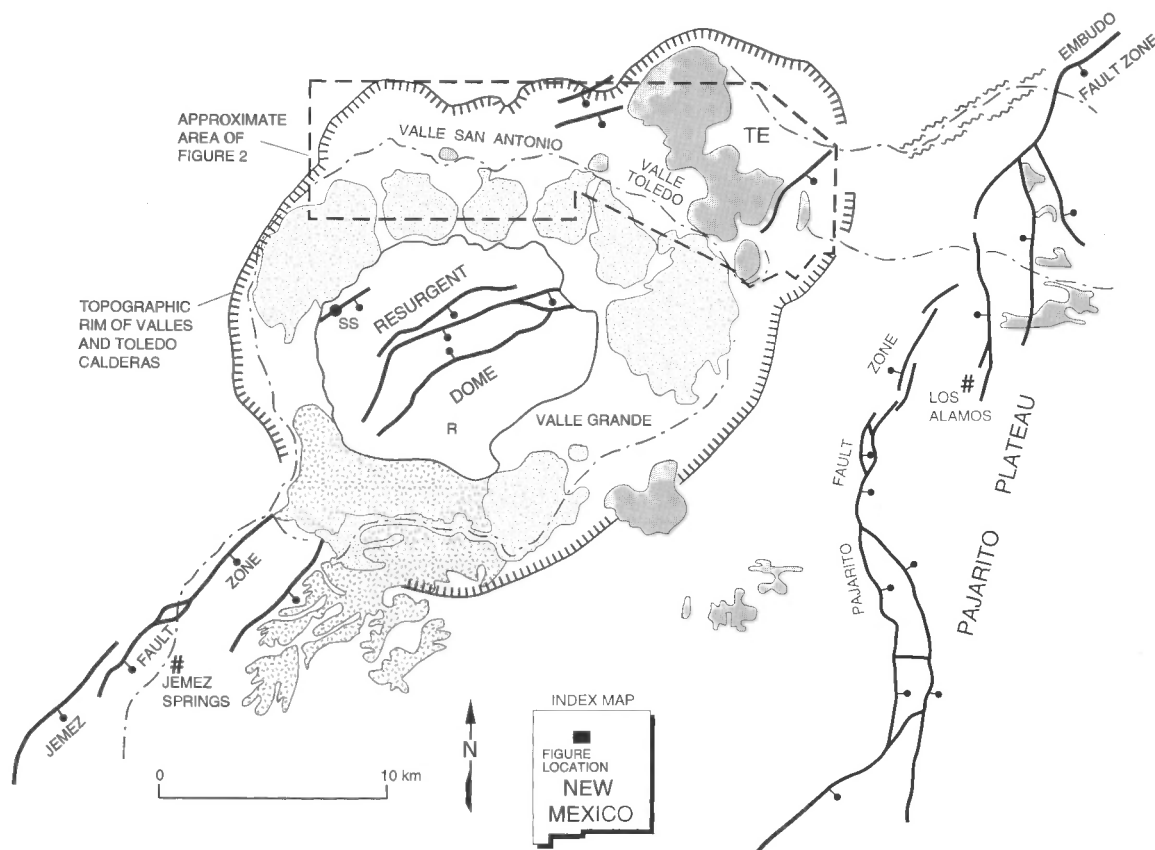 EMBUDO
FAULT ZONE
APPROXIMATE
AREA OF
FIGURE 2
VALLE SAN ANTONIO
TE
VALLE
TOLEDO
TOPOGRAPHIC
RIM OF VALLES
AND TOLEDO
CALDERAS
SS
RESURGENT
DOME
R
VALLE GRANDE
ZONE
FAULT
PAJARITO
#
LOS
ALAMOS
PAJARITO PLATEAU
ZONE
FAULT
JEMEZ
#
JEMEZ
SPRINGS
N
0 10 km
INDEX MAP
FIGURE
LOCATION
NEW
MEXICO